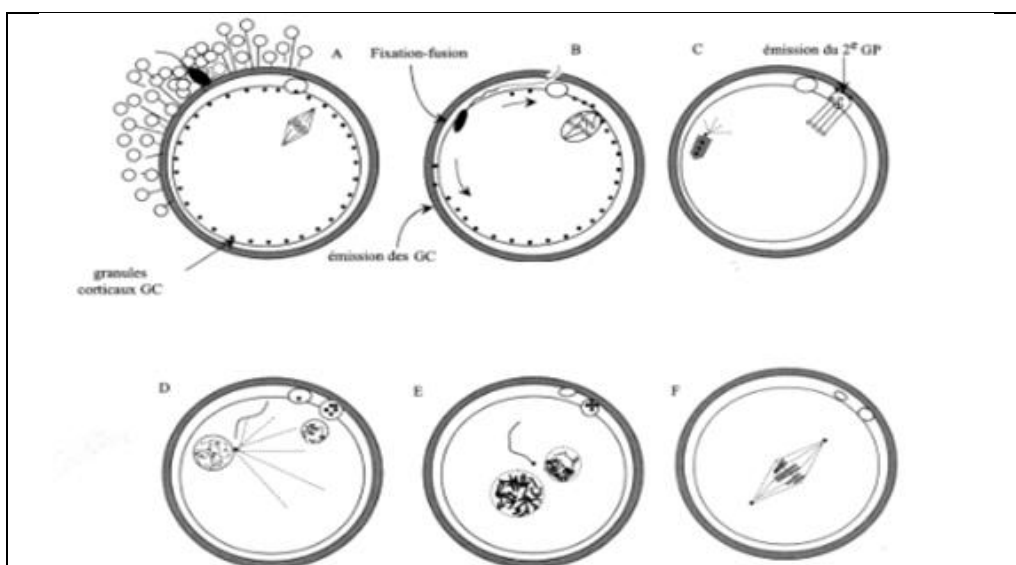 A
Fixation-fusion
B
C
émission du 2e GP
émission des GC
granules
corticaux GC
D
E
F